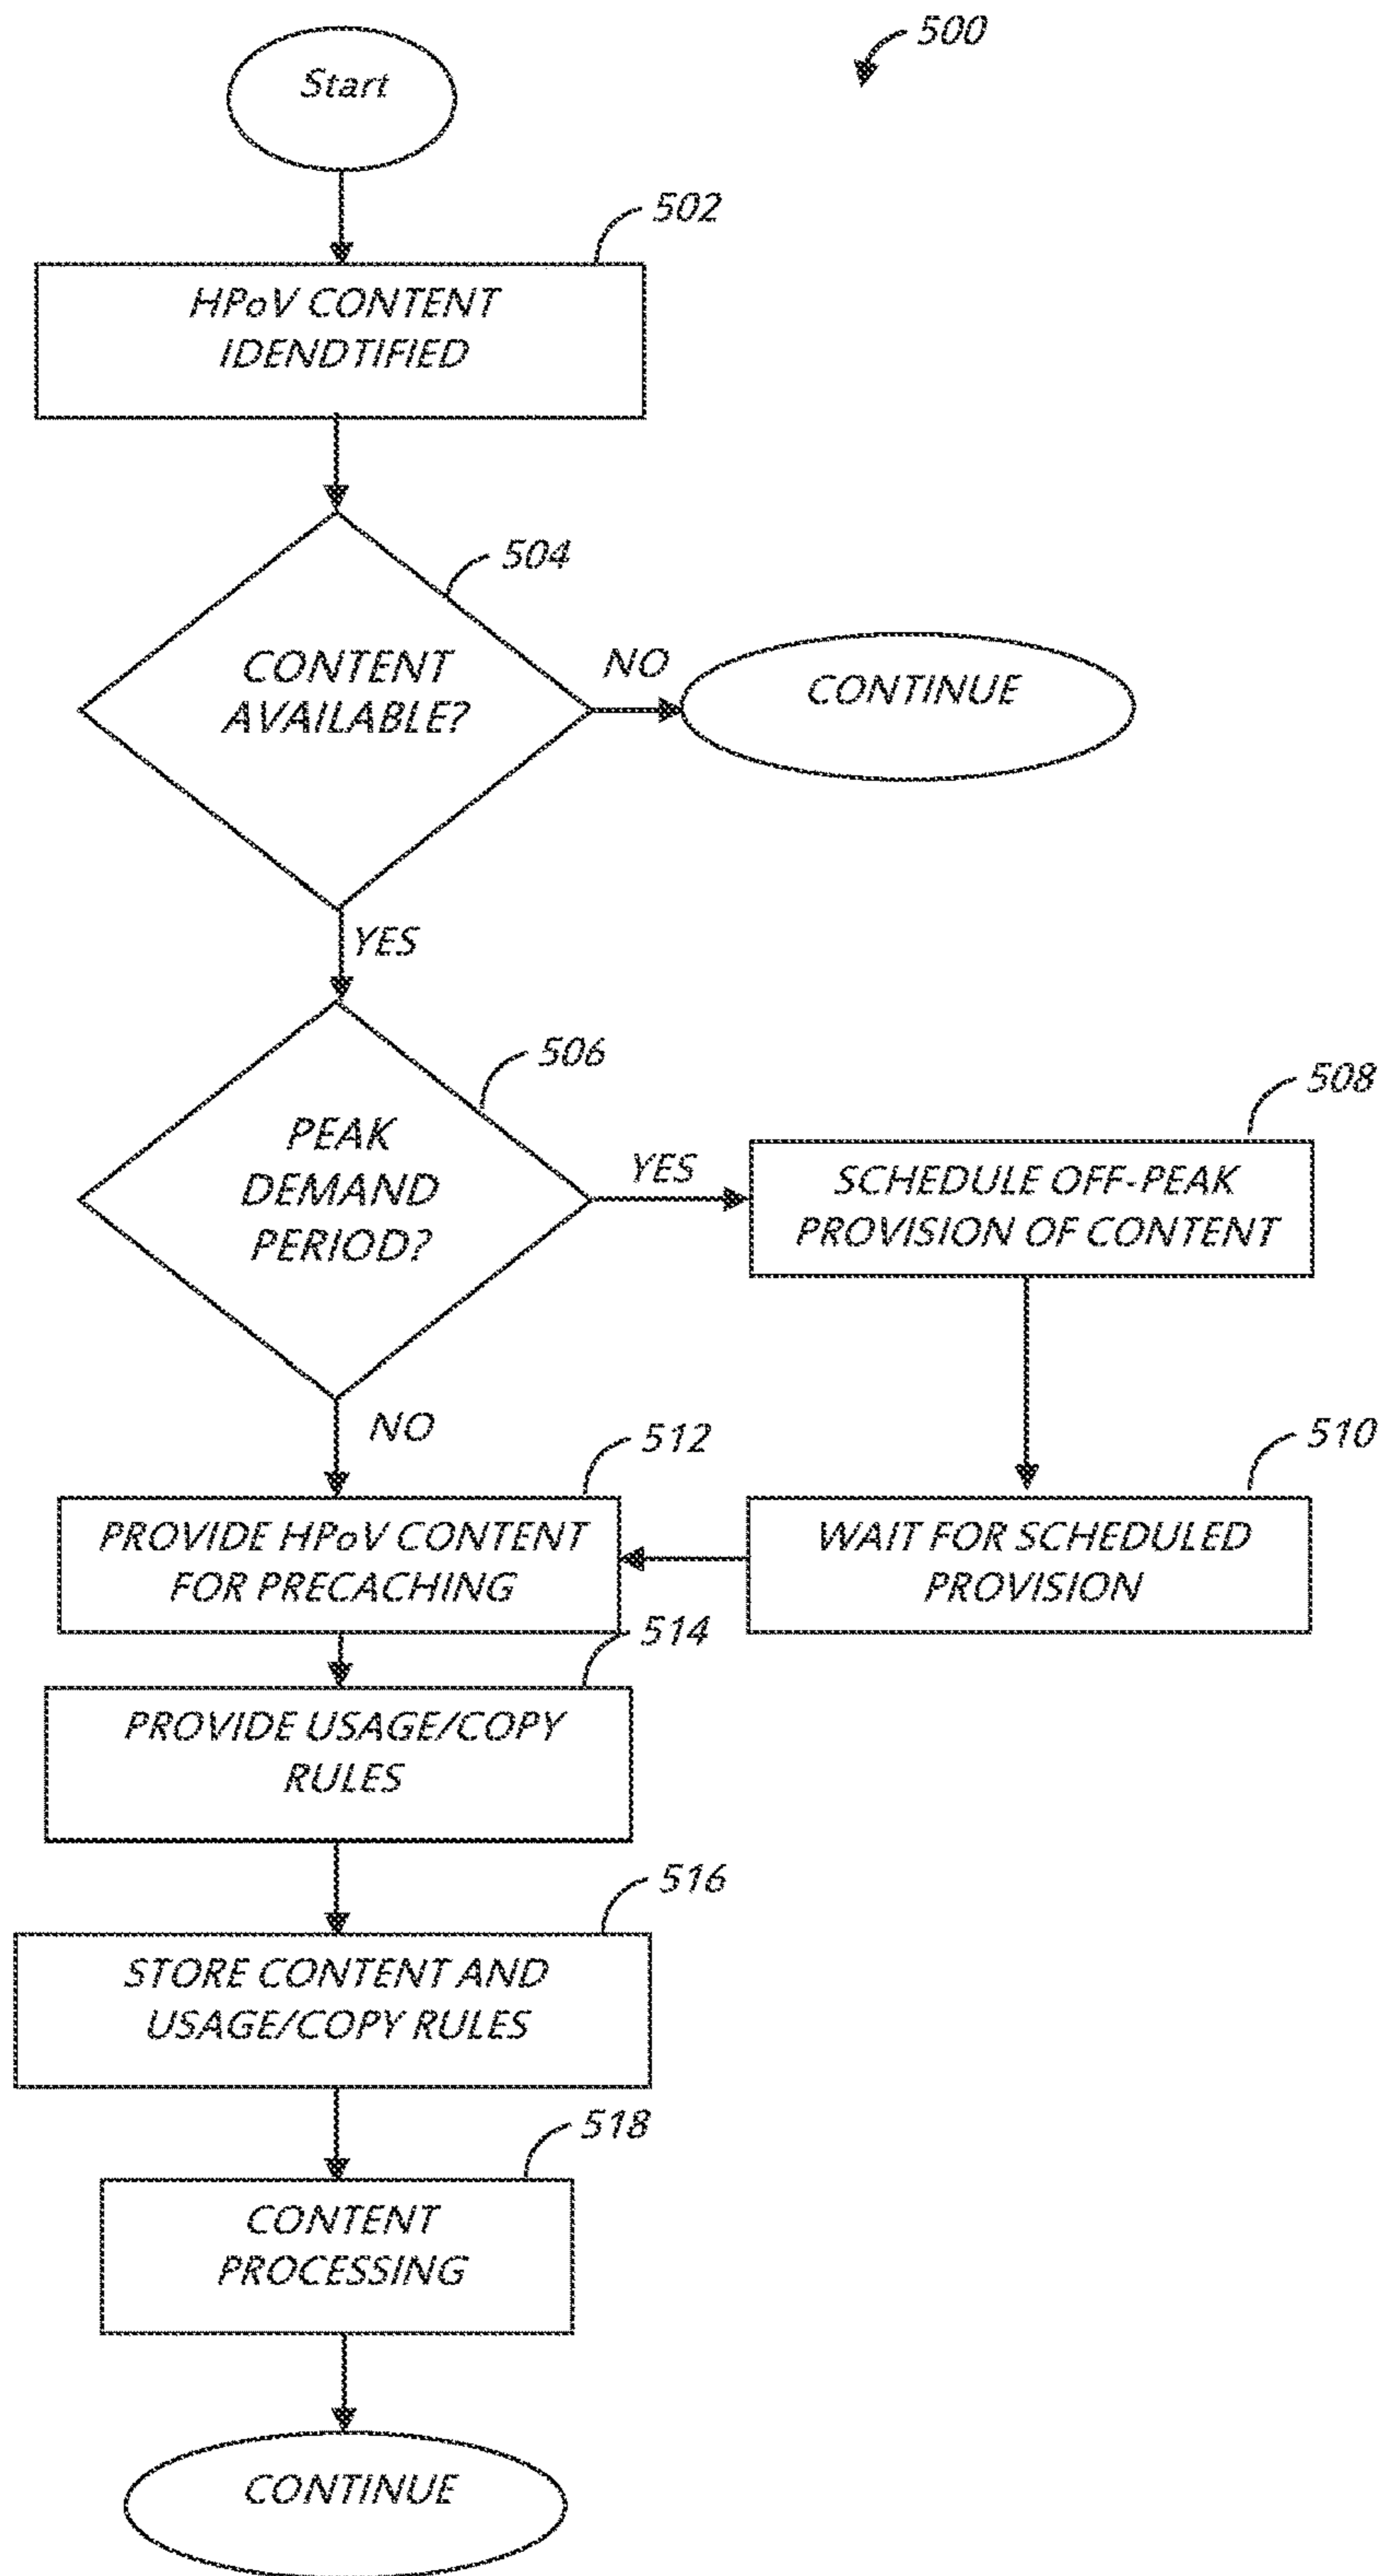 500
Start
502
HPoV CONTENT
IDENDTIFIED
504
CONTENT
AVAILABLE?
NO
CONTINUE
YES
506
PEAK
DEMAND
PERIOD?
YES
508
SCHEDULE OFF-PEAK
PROVISION OF CONTENT
NO
510
WAIT FOR SCHEDULED
PROVISION
512
PROVIDE HPoV CONTENT
FOR PRECACHING
514
PROVIDE USAGE/COPY
RULES
516
STORE CONTENT AND
USAGE/COPY RULES
518
CONTENT
PROCESSING
CONTINUE